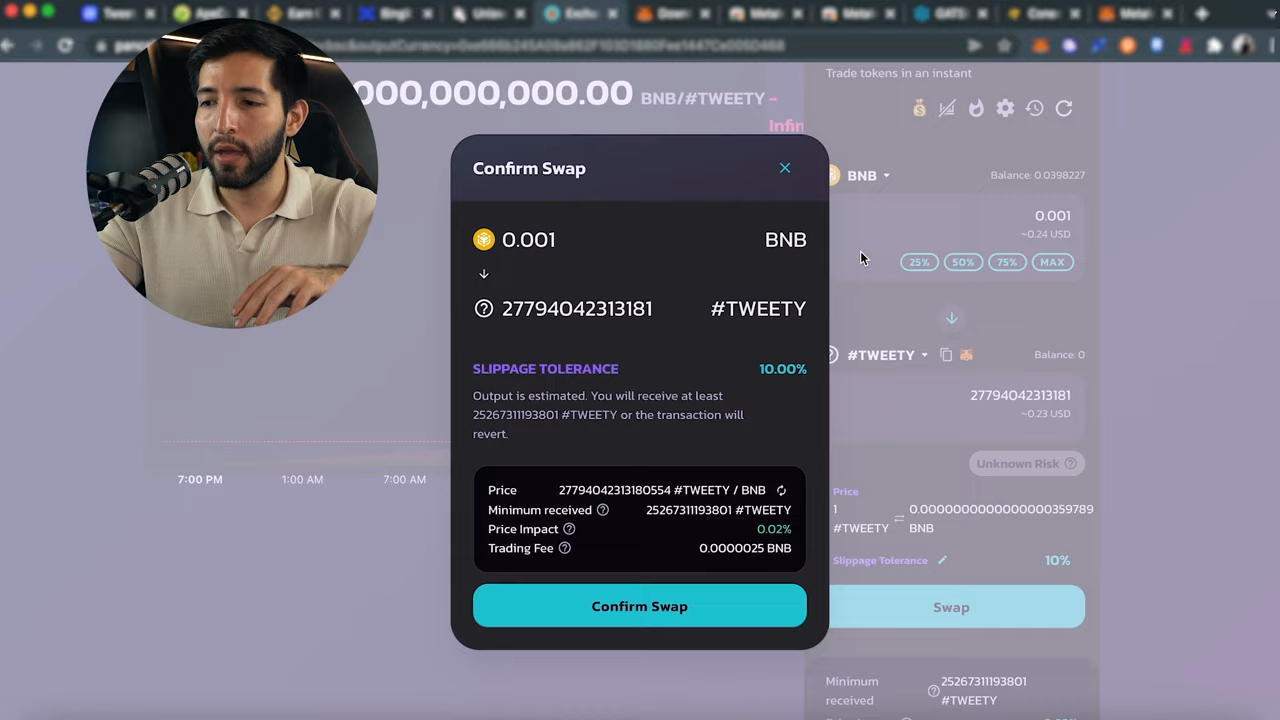 000,000,000.00 BNB/#TWEETY -
Infin
Trade tokens in an instant
BNB
Balance: 0.0398227
0.001
~0.24 USD
25% 50% 75% MAX
#TWEETY
Balance: 0
27794042313181
~0.23 USD
Unknown Risk
Price
1
#TWEETY
0.0000000000000000359789
BNB
Slippage Tolerance 10%
Swap
Minimum
received
25267311193801
#TWEETY
7:00 PM 1:00 AM 7:00 AM
Confirm Swap
0.001 BNB
27794042313181 #TWEETY
SLIPPAGE TOLERANCE 10.00%
Output is estimated. You will receive at least
25267311193801 #TWEETY or the transaction will
revert.
Price 27794042313180554 #TWEETY / BNB
Minimum received 25267311193801 #TWEETY
Price Impact 0.02%
Trading Fee 0.0000025 BNB
Confirm Swap